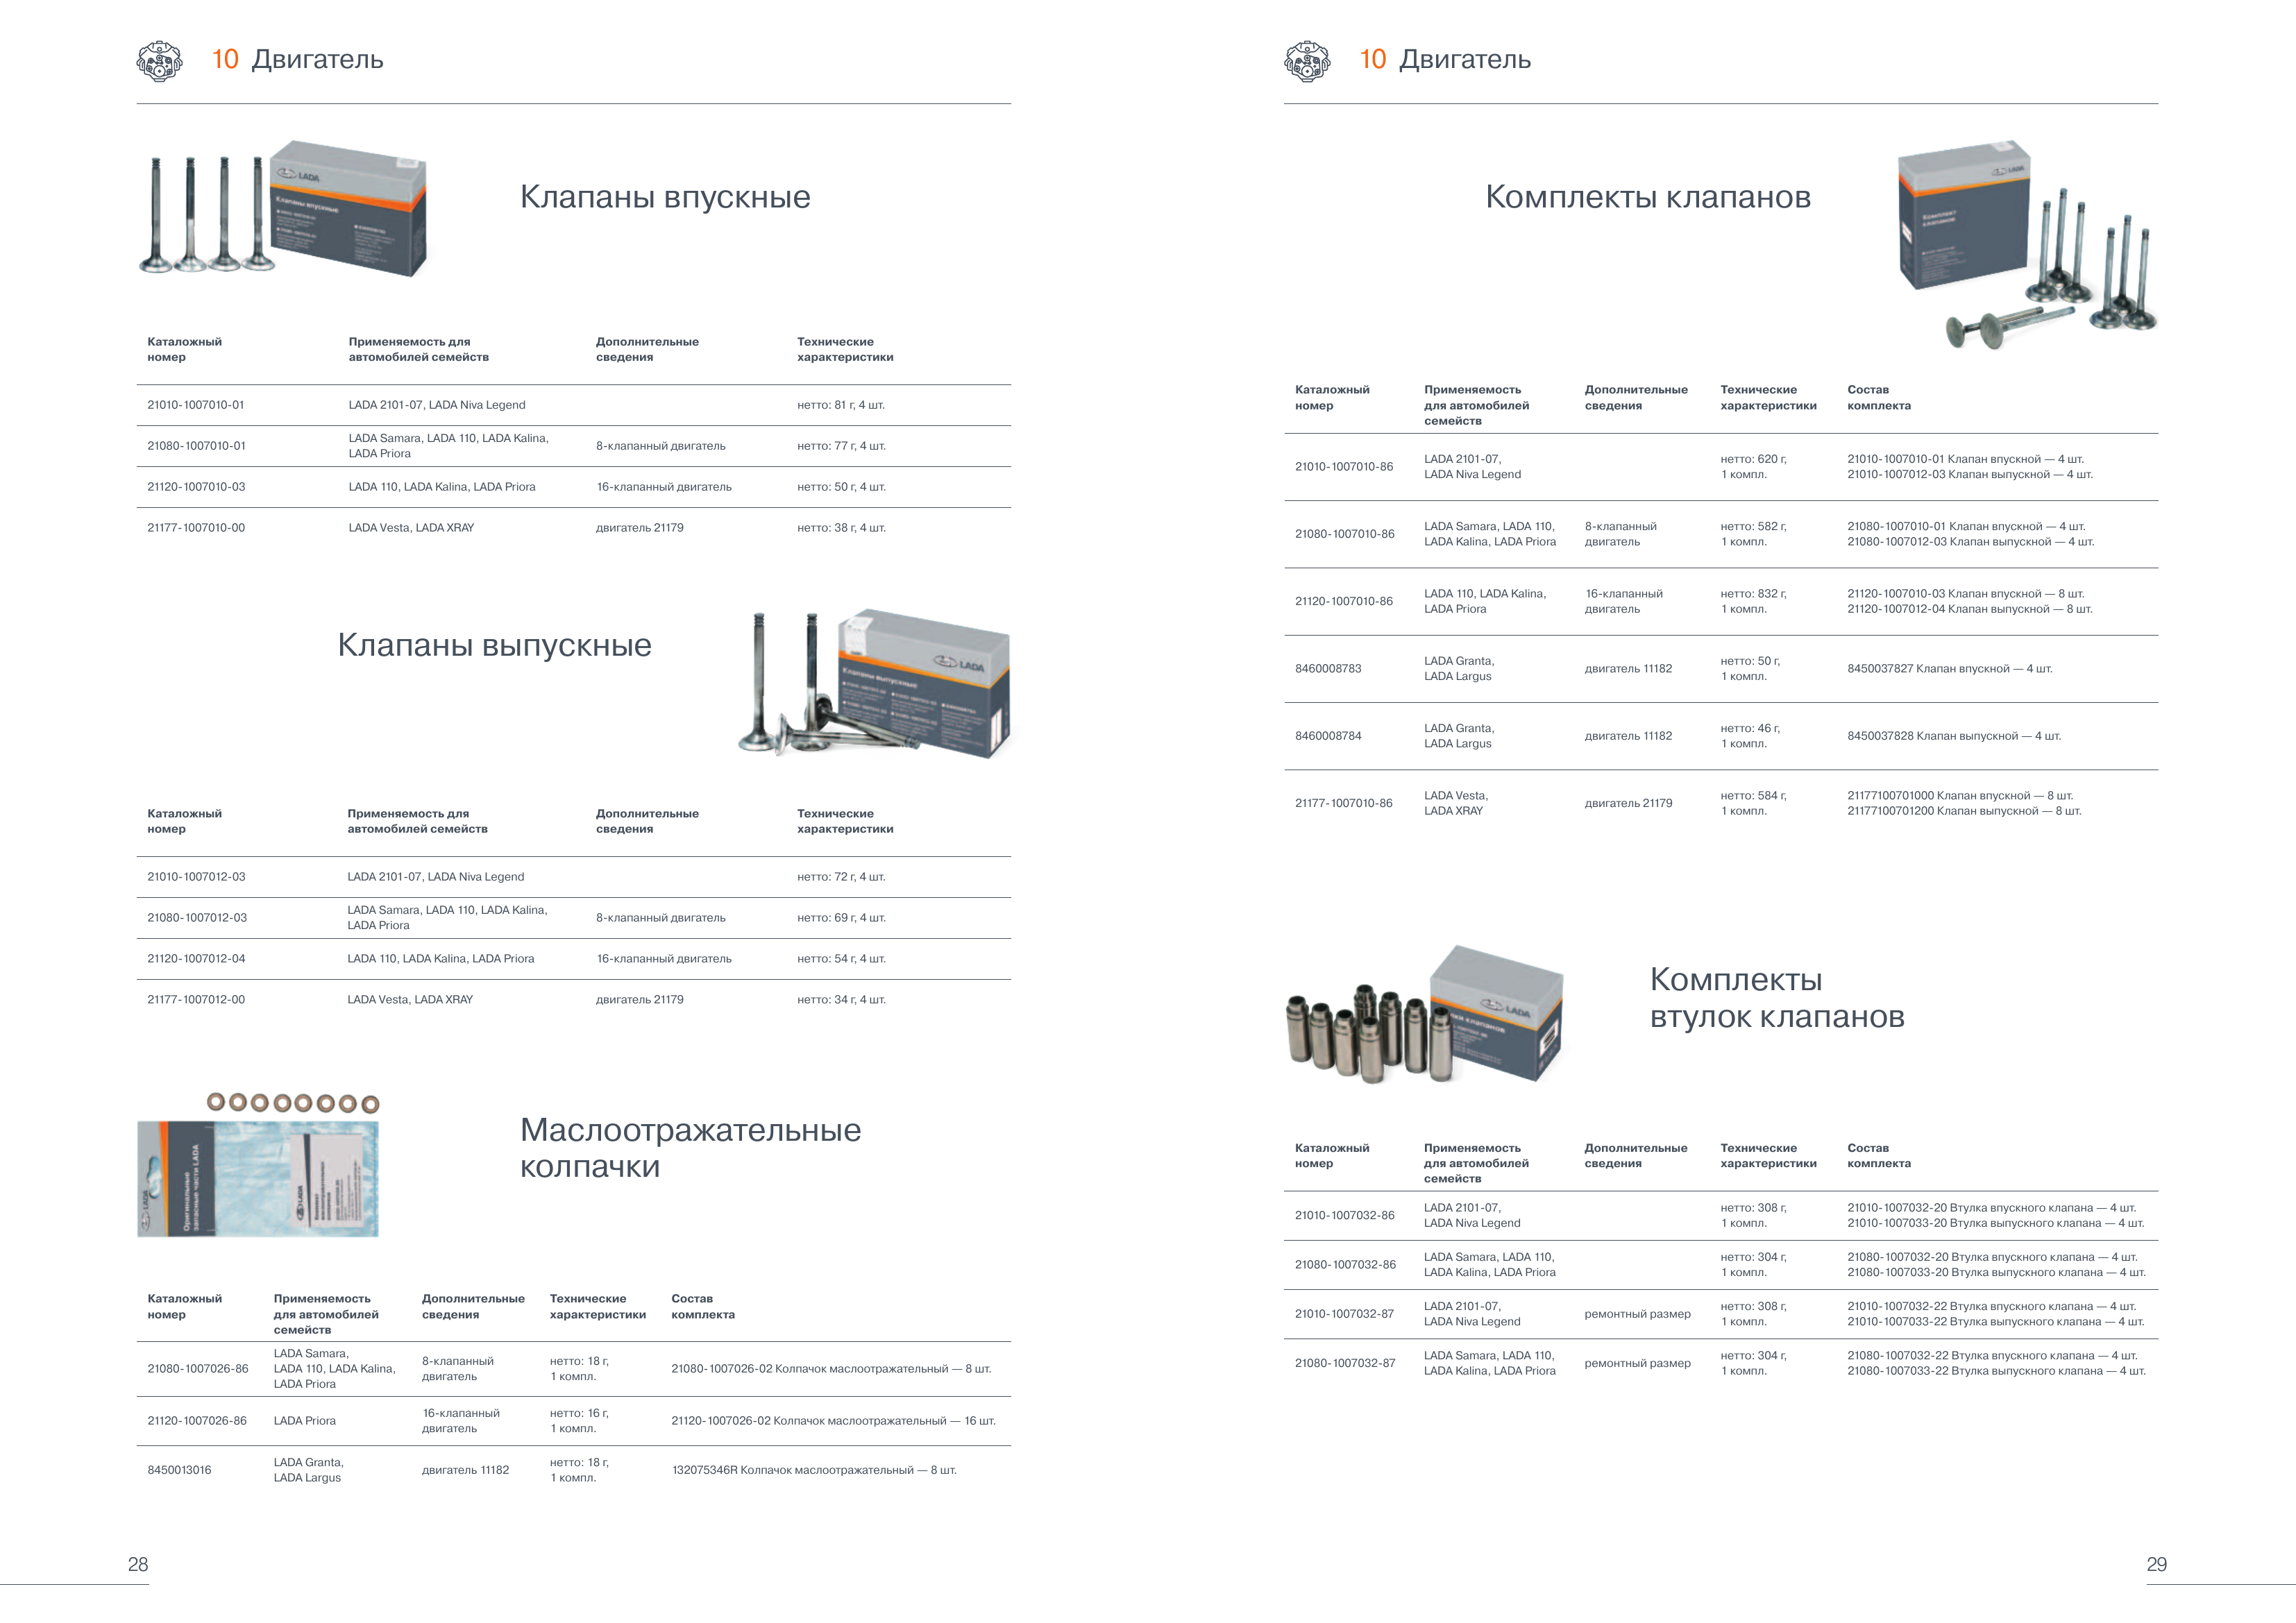 10 Двигатель
LADA
Клапаны впускные
Клапаны впускные
Каталожный номер
Применяемость для автомобилей семейств
Дополнительные сведения
Технические характеристики
21010-1007010-01 LADA 2101-07, LADA Niva Legend нетто: 81 г, 4 шт.
21080-1007010-01 LADA Samara, LADA 110, LADA Kalina, LADA Priora 8-клапанный двигатель нетто: 77 г, 4 шт.
21120-1007010-03 LADA 110, LADA Kalina, LADA Priora 16-клапанный двигатель нетто: 50 г, 4 шт.
21177-1007010-00 LADA Vesta, LADA XRAY двигатель 21179 нетто: 38 г, 4 шт.
Клапаны выпускные
LADA
Клапаны выпускные
Каталожный номер
Применяемость для автомобилей семейств
Дополнительные сведения
Технические характеристики
21010-1007012-03 LADA 2101-07, LADA Niva Legend нетто: 72 г, 4 шт.
21080-1007012-03 LADA Samara, LADA 110, LADA Kalina, LADA Priora 8-клапанный двигатель нетто: 69 г, 4 шт.
21120-1007012-04 LADA 110, LADA Kalina, LADA Priora 16-клапанный двигатель нетто: 54 г, 4 шт.
21177-1007012-00 LADA Vesta, LADA XRAY двигатель 21179 нетто: 34 г, 4 шт.
LADA
Оригинальные
запасные части LADA
LADA
Маслоотражательные
колпачки
Каталожный номер
Применяемость для автомобилей семейств
Дополнительные сведения
Технические характеристики
Состав комплекта
21080-1007026-86 LADA Samara, LADA 110, LADA Kalina, LADA Priora 8-клапанный двигатель нетто: 18 г, 1 компл. 21080-1007026-02 Колпачок маслоотражательный — 8 шт.
21120-1007026-86 LADA Priora 16-клапанный двигатель нетто: 16 г, 1 компл. 21120-1007026-02 Колпачок маслоотражательный — 16 шт.
8450013016 LADA Granta, LADA Largus двигатель 11182 нетто: 18 г, 1 компл. 132075346R Колпачок маслоотражательный — 8 шт.
28
10 Двигатель
Комплекты клапанов
LADA
Комплект
клапанов
Каталожный номер
Применяемость для автомобилей семейств
Дополнительные сведения
Технические характеристики
Состав комплекта
21010-1007010-86 LADA 2101-07, LADA Niva Legend нетто: 620 г, 1 компл. 21010-1007010-01 Клапан впускной — 4 шт.
21010-1007012-03 Клапан выпускной — 4 шт.
21080-1007010-86 LADA Samara, LADA 110, LADA Kalina, LADA Priora 8-клапанный двигатель нетто: 582 г, 1 компл. 21080-1007010-01 Клапан впускной — 4 шт.
21080-1007012-03 Клапан выпускной — 4 шт.
21120-1007010-86 LADA 110, LADA Kalina, LADA Priora 16-клапанный двигатель нетто: 832 г, 1 компл. 21120-1007010-03 Клапан впускной — 8 шт.
21120-1007012-04 Клапан выпускной — 8 шт.
8460008783 LADA Granta, LADA Largus двигатель 11182 нетто: 50 г, 1 компл. 8450037827 Клапан впускной — 4 шт.
8460008784 LADA Granta, LADA Largus двигатель 11182 нетто: 46 г, 1 компл. 8450037828 Клапан выпускной — 4 шт.
21177-1007010-86 LADA Vesta, LADA XRAY двигатель 21179 нетто: 584 г, 1 компл. 21177100701000 Клапан впускной — 8 шт.
21177100701200 Клапан выпускной — 8 шт.
LADA
Комплекты
втулок клапанов
Каталожный номер
Применяемость для автомобилей семейств
Дополнительные сведения
Технические характеристики
Состав комплекта
21010-1007032-86 LADA 2101-07, LADA Niva Legend нетто: 308 г, 1 компл. 21010-1007032-20 Втулка впускного клапана — 4 шт.
21010-1007033-20 Втулка выпускного клапана — 4 шт.
21080-1007032-86 LADA Samara, LADA 110, LADA Kalina, LADA Priora нетто: 304 г, 1 компл. 21080-1007032-20 Втулка впускного клапана — 4 шт.
21080-1007033-20 Втулка выпускного клапана — 4 шт.
21010-1007032-87 LADA 2101-07, LADA Niva Legend ремонтный размер нетто: 308 г, 1 компл. 21010-1007032-22 Втулка впускного клапана — 4 шт.
21010-1007033-22 Втулка выпускного клапана — 4 шт.
21080-1007032-87 LADA Samara, LADA 110, LADA Kalina, LADA Priora ремонтный размер нетто: 304 г, 1 компл. 21080-1007032-22 Втулка впускного клапана — 4 шт.
21080-1007033-22 Втулка выпускного клапана — 4 шт.
29